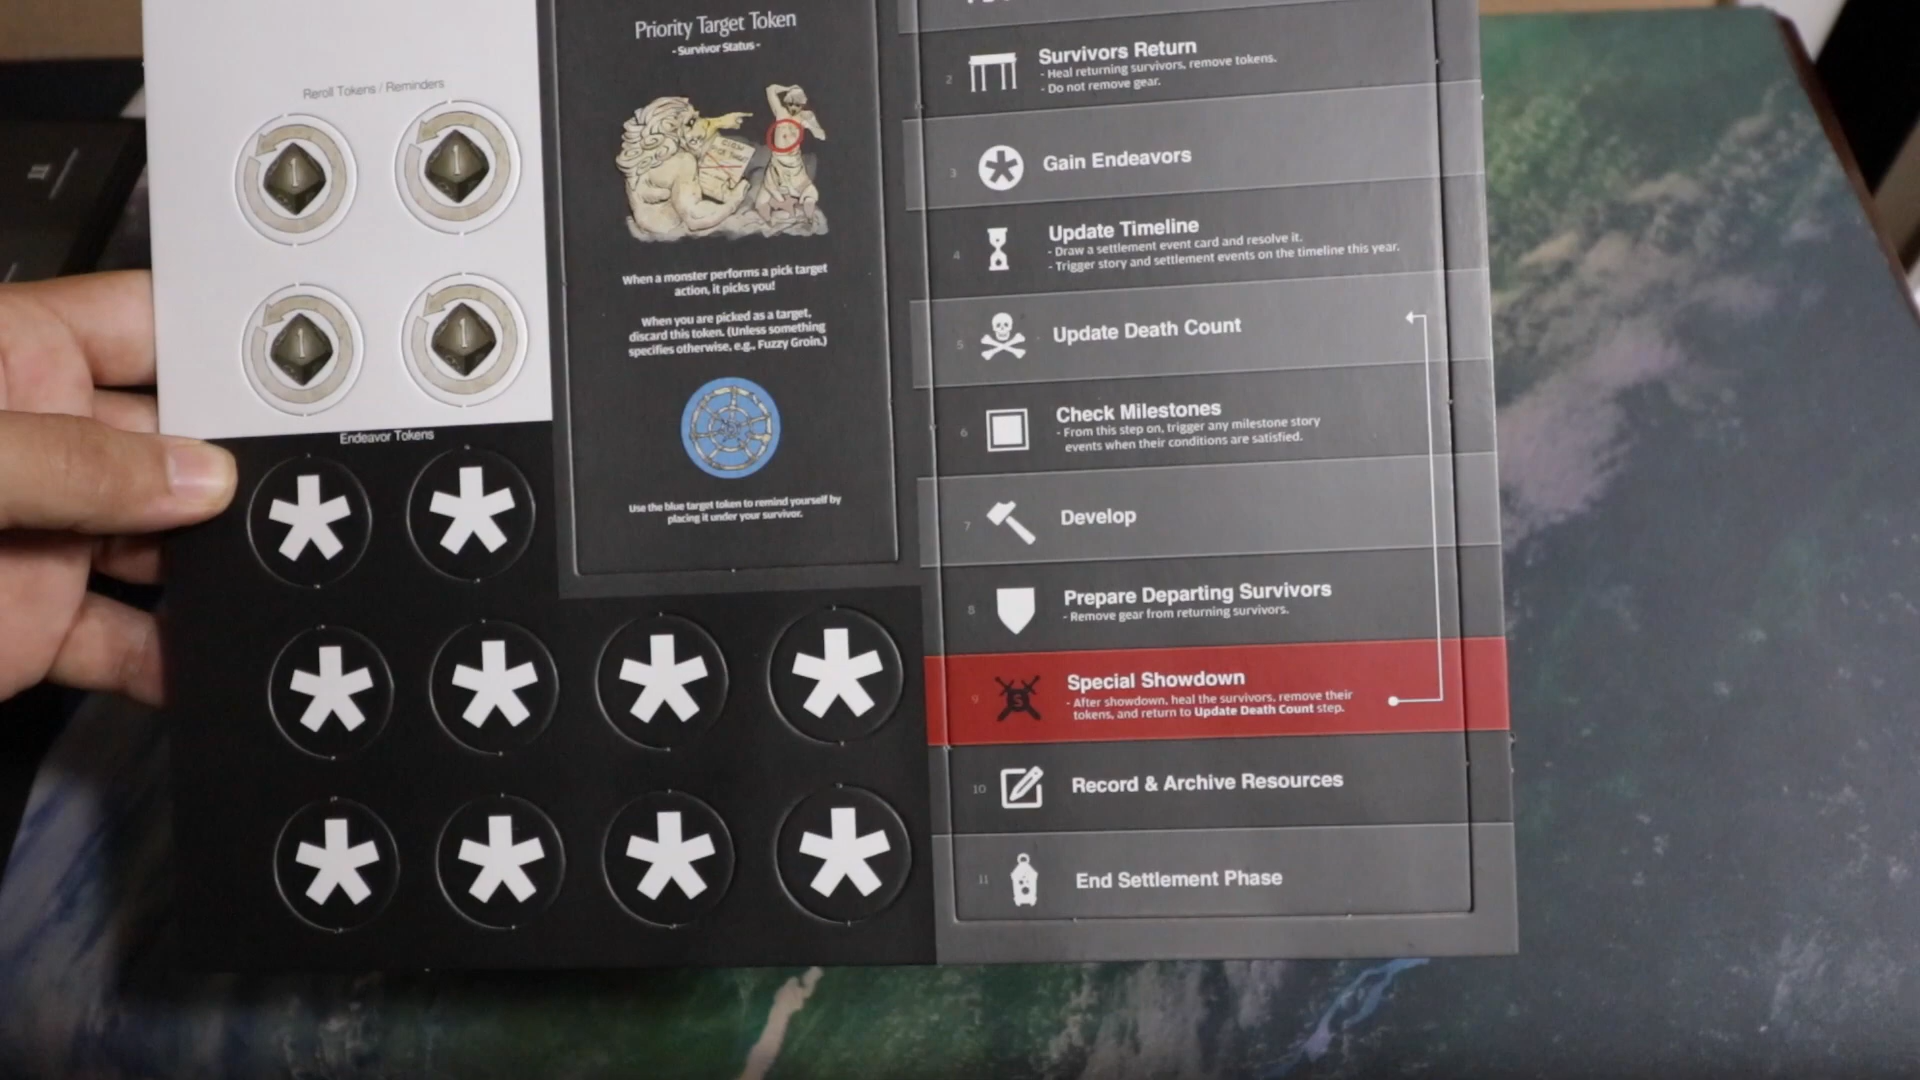 Reroll Tokens / Reminders
1
1
1
1
Endeavor Tokens
Priority Target Token
- Survivor Status -
When a monster performs a pick target
action, it picks you!
When you are picked as a target,
discard this token. (Unless something
specifies otherwise, e.g., Fuzzy Groin.)
Use the blue target token to remind yourself by
placing it under your survivor.
2
Survivors Return
- Heal returning survivors, remove tokens.
- Do not remove gear.
3
Gain Endeavors
4
Update Timeline
- Draw a settlement event card and resolve it.
- Trigger story and settlement events on the timeline this year.
5
Update Death Count
6
Check Milestones
- From this step on, trigger any milestone story
events when their conditions are satisfied.
7
Develop
8
Prepare Departing Survivors
- Remove gear from returning survivors.
9
S
Special Showdown
- After showdown, heal the survivors, remove their
tokens, and return to Update Death Count step.
10
Record & Archive Resources
11
End Settlement Phase